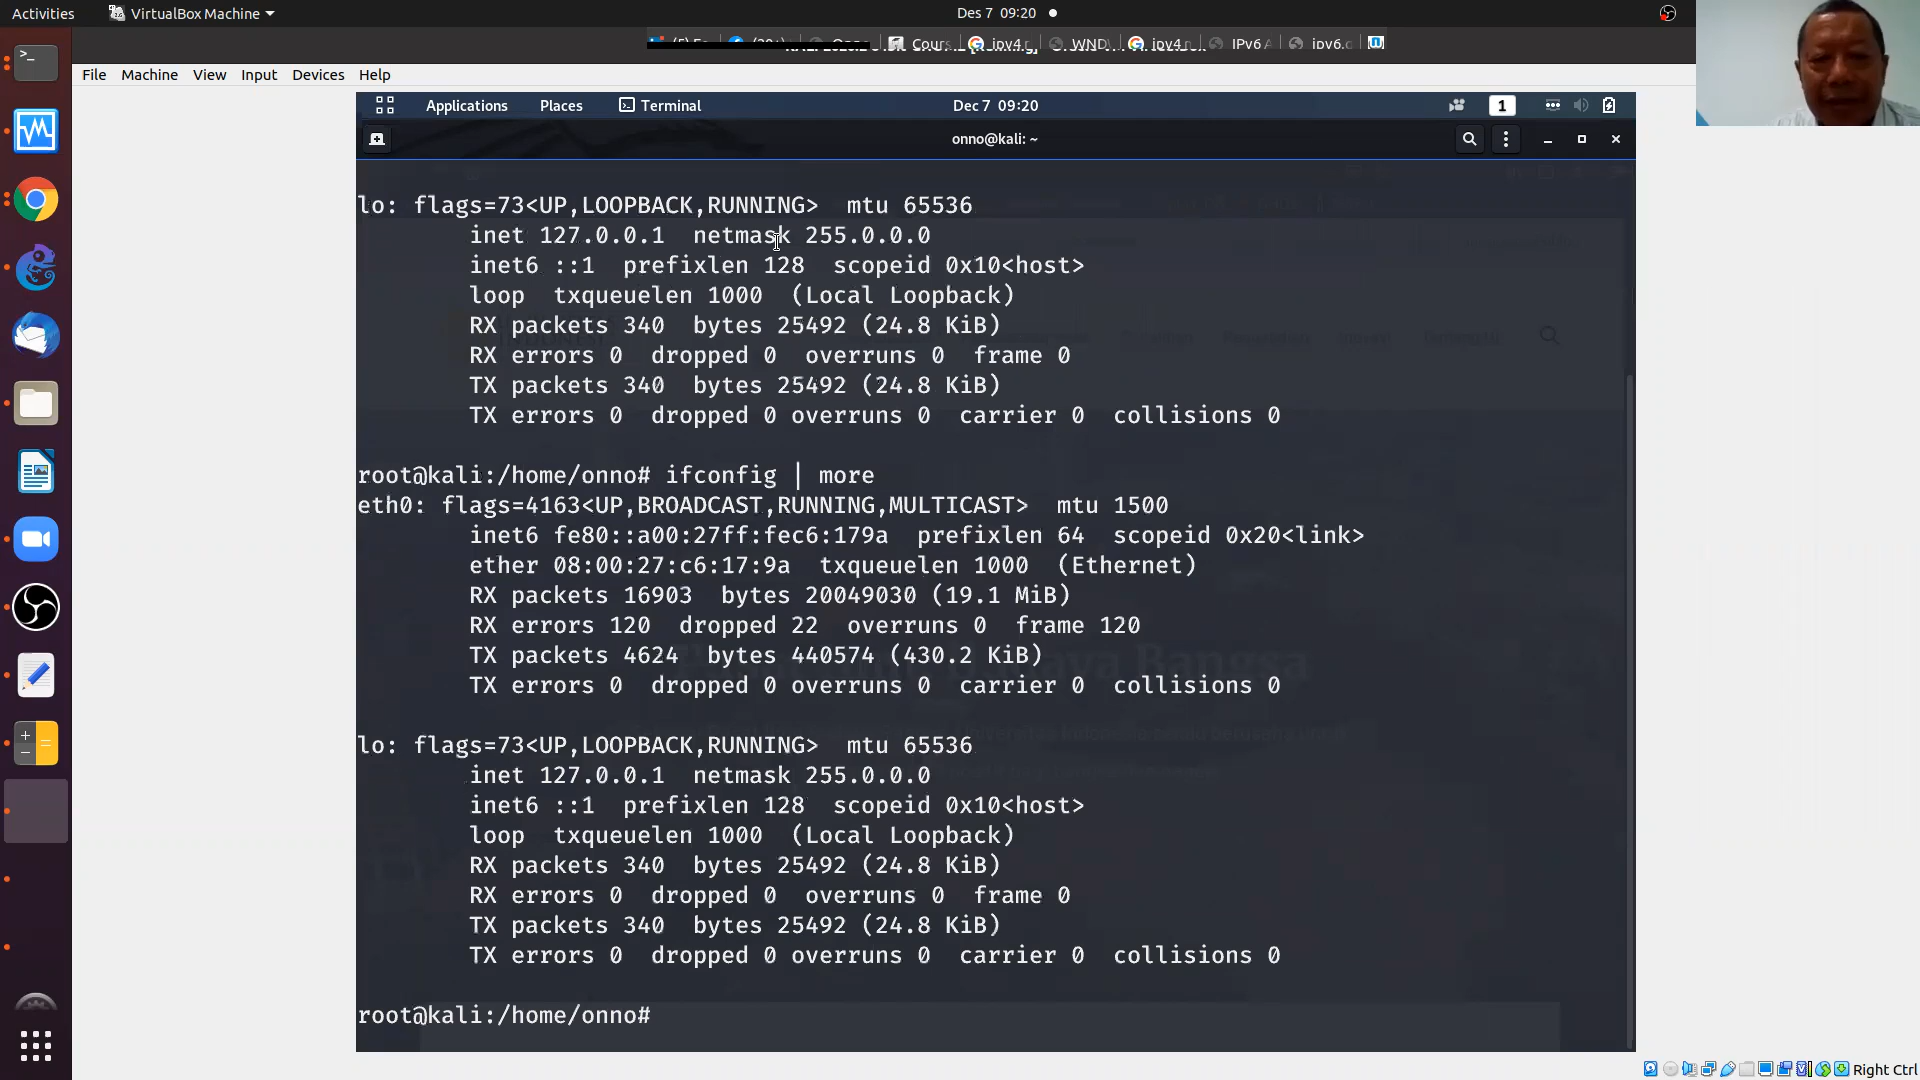 Activities VirtualBox Machine Des 7 09:20
Cours ipv4.r WND ipv4.r IPv6 A ipv6.c
File Machine View Input Devices Help
Applications Places Terminal Dec 7 09:20 1
onno@kali: ~
lo: flags=73<UP,LOOPBACK,RUNNING> mtu 65536
inet 127.0.0.1 netmask 255.0.0.0
inet6 ::1 prefixlen 128 scopeid 0x10<host>
loop txqueuelen 1000 (Local Loopback)
RX packets 340 bytes 25492 (24.8 KiB)
RX errors 0 dropped 0 overruns 0 frame 0
TX packets 340 bytes 25492 (24.8 KiB)
TX errors 0 dropped 0 overruns 0 carrier 0 collisions 0
root@kali:/home/onno# ifconfig | more
eth0: flags=4163<UP,BROADCAST,RUNNING,MULTICAST> mtu 1500
inet6 fe80::a00:27ff:fec6:179a prefixlen 64 scopeid 0x20<link>
ether 08:00:27:c6:17:9a txqueuelen 1000 (Ethernet)
RX packets 16903 bytes 20049030 (19.1 MiB)
RX errors 120 dropped 22 overruns 0 frame 120
TX packets 4624 bytes 440574 (430.2 KiB)
TX errors 0 dropped 0 overruns 0 carrier 0 collisions 0
lo: flags=73<UP,LOOPBACK,RUNNING> mtu 65536
inet 127.0.0.1 netmask 255.0.0.0
inet6 ::1 prefixlen 128 scopeid 0x10<host>
loop txqueuelen 1000 (Local Loopback)
RX packets 340 bytes 25492 (24.8 KiB)
RX errors 0 dropped 0 overruns 0 frame 0
TX packets 340 bytes 25492 (24.8 KiB)
TX errors 0 dropped 0 overruns 0 carrier 0 collisions 0
root@kali:/home/onno#
Right Ctrl